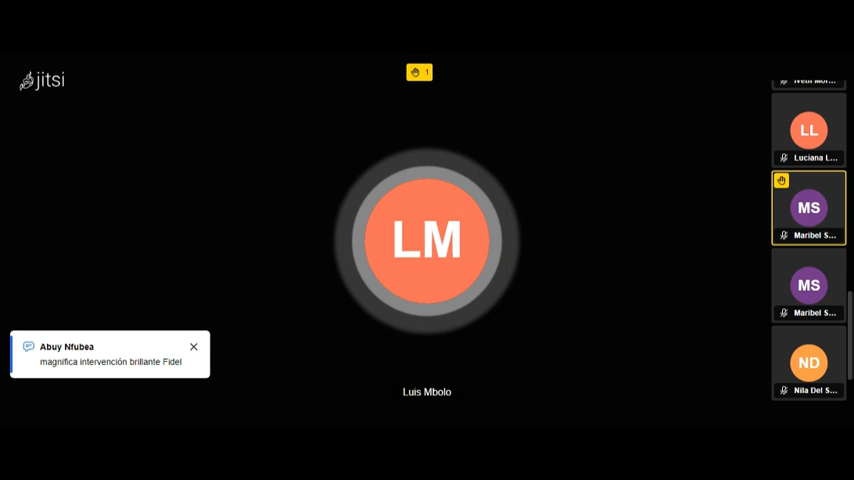 jitsi
1
LL
Luciana L...
MS
Maribel S...
LM
MS
Maribel S...
Abuy Nfubea
magnifica intervención brillante Fidel
ND
Nila Del S...
Luis Mbolo